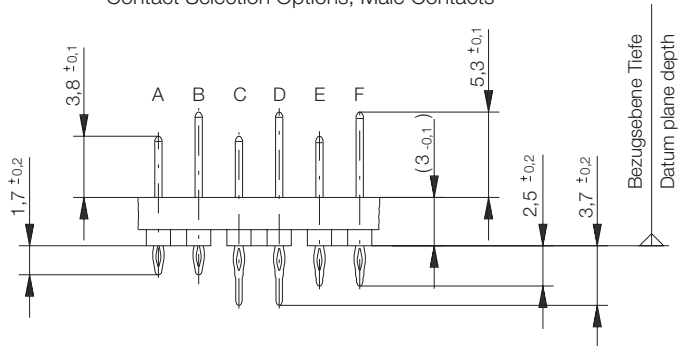 Contact Selection Options, Male Contacts
3,8 ±0,1
A B C D E F
5,3 ±0,1
1,7 ±0,2
(3 -0,1)
2,5 ±0,2
3,7 ±0,2
Bezugsebene Tiefe
Datum plane depth